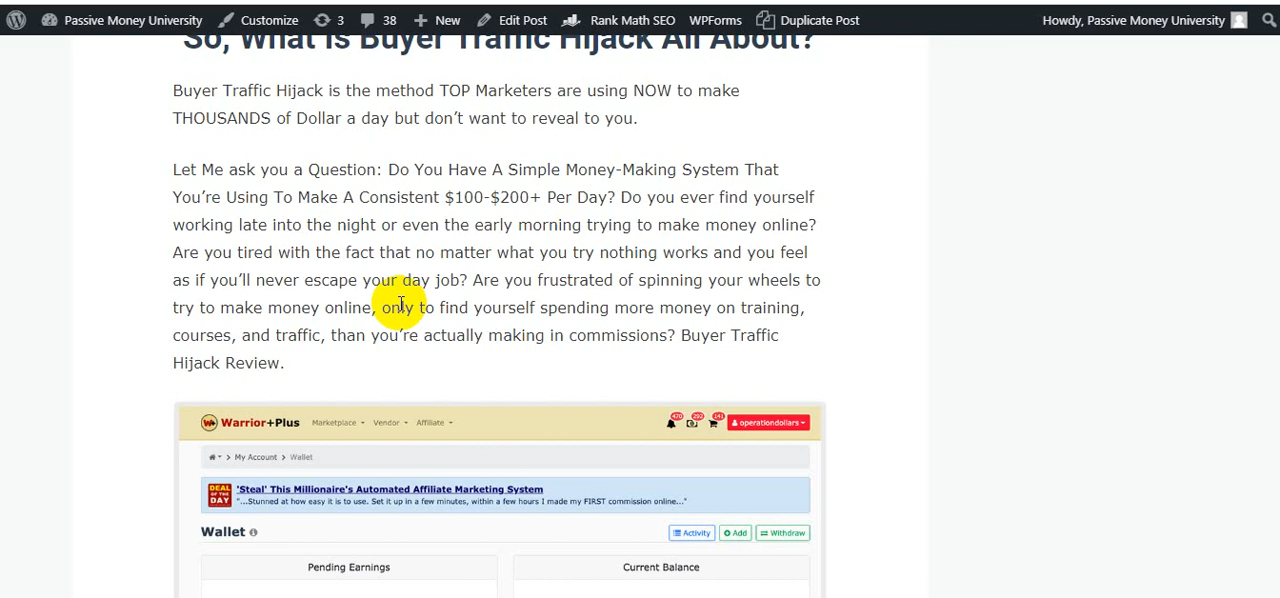 Passive Money University Customize 3 38 New Edit Post Rank Math SEO WPForms Duplicate Post Howdy, Passive Money University
So, What Is Buyer Traffic Hijack All About?
Buyer Traffic Hijack is the method TOP Marketers are using NOW to make
THOUSANDS of Dollar a day but don’t want to reveal to you.
Let Me ask you a Question: Do You Have A Simple Money-Making System That
You’re Using To Make A Consistent $100-$200+ Per Day? Do you ever find yourself
working late into the night or even the early morning trying to make money online?
Are you tired with the fact that no matter what you try nothing works and you feel
as if you’ll never escape your day job? Are you frustrated of spinning your wheels to
try to make money online, only to find yourself spending more money on training,
courses, and traffic, than you’re actually making in commissions? Buyer Traffic
Hijack Review.
W+ Warrior+Plus Marketplace Vendor Affiliate 470 292 141 operationdollars
> My Account > Wallet
DEAL OF THE DAY 'Steal' This Millionaire's Automated Affiliate Marketing System
"...Stunned at how easy it is to use. Set it up in a few minutes, within a few hours I made my FIRST commission online..."
Wallet Activity Add Withdraw
Pending Earnings Current Balance